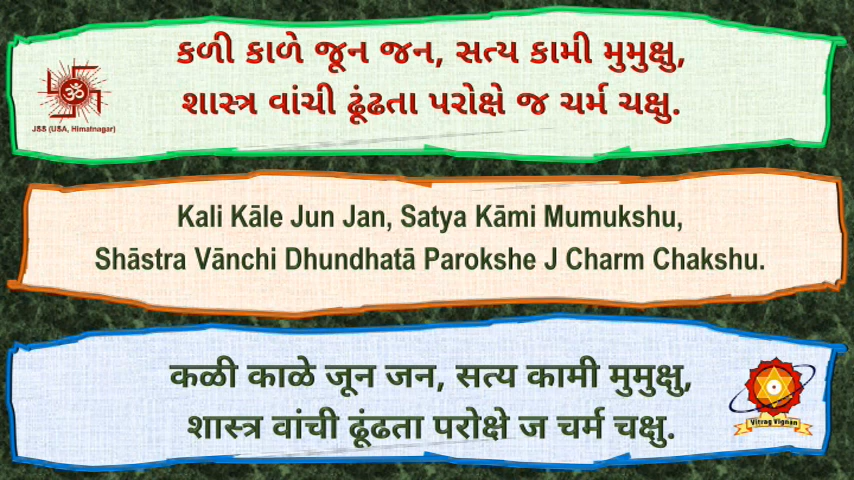 કળી કાળે જૂન જન, સત્ય કામી મુમુક્ષુ,
શાસ્ત્ર વાંચી ઢૂંઢતા પરોક્ષે જ ચર્મ ચક્ષુ.
JSS (USA, Himatnagar)
Kali Kāle Jun Jan, Satya Kāmi Mumukshu,
Shāstra Vānchi Dhundhatā Parokshe J Charm Chakshu.
કળી काळे जून जन, सत्य कामी मुमुक्षु,
शास्त्र वांची ढूंढता परोक्षे ज चर्म चक्षु.
Vitrag Vignan